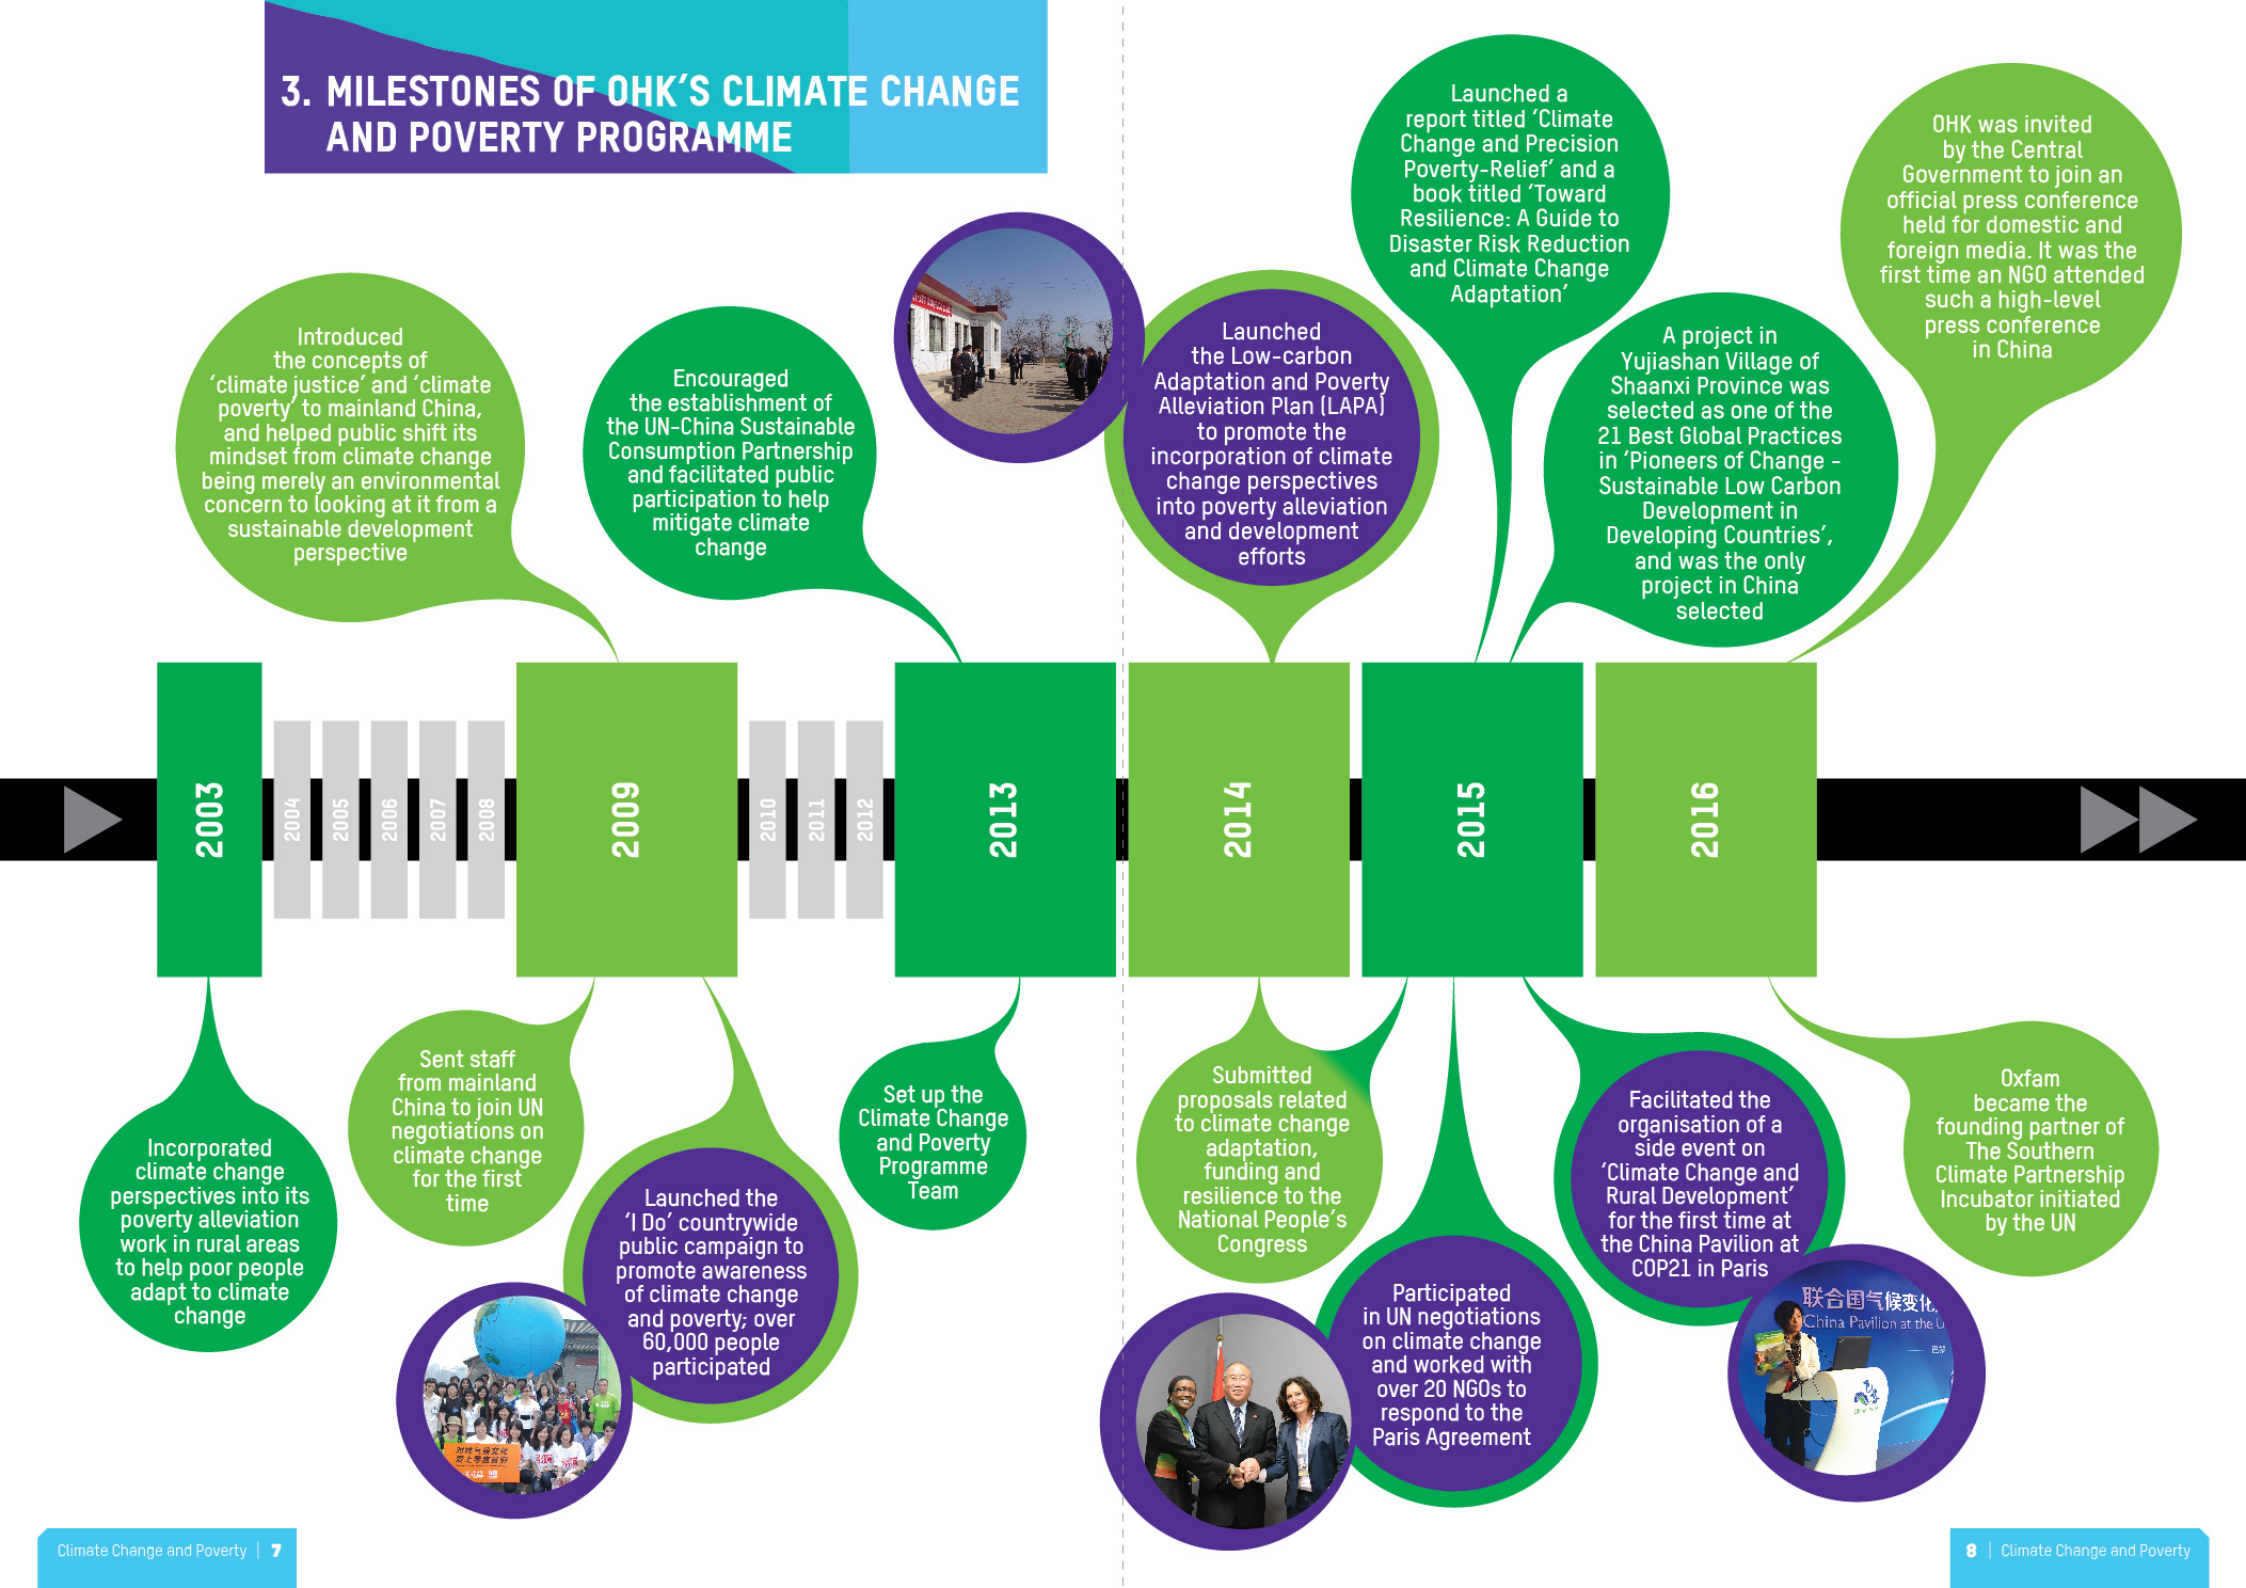 3. MILESTONES OF OHK'S CLIMATE CHANGE
AND POVERTY PROGRAMME
Introduced
the concepts of
'climate justice' and 'climate
poverty' to mainland China,
and helped public shift its
mindset from climate change
being merely an environmental
concern to looking at it from a
sustainable development
perspective
Encouraged
the establishment of
the UN-China Sustainable
Consumption Partnership
and facilitated public
participation to help
mitigate climate
change
Launched
the Low-carbon
Adaptation and Poverty
Alleviation Plan (LAPA)
to promote the
incorporation of climate
change perspectives
into poverty alleviation
and development
efforts
Launched a
report titled 'Climate
Change and Precision
Poverty-Relief' and a
book titled 'Toward
Resilience: A Guide to
Disaster Risk Reduction
and Climate Change
Adaptation'
A project in
Yujiashan Village of
Shaanxi Province was
selected as one of the
21 Best Global Practices
in 'Pioneers of Change -
Sustainable Low Carbon
Development in
Developing Countries',
and was the only
project in China
selected
OHK was invited
by the Central
Government to join an
official press conference
held for domestic and
foreign media. It was the
first time an NGO attended
such a high-level
press conference
in China
2003
2004
2005
2006
2007
2008
2009
2010
2011
2012
2013
2014
2015
2016
Incorporated
climate change
perspectives into its
poverty alleviation
work in rural areas
to help poor people
adapt to climate
change
Sent staff
from mainland
China to join UN
negotiations on
climate change
for the first
time
Launched the
'I Do' countrywide
public campaign to
promote awareness
of climate change
and poverty; over
60,000 people
participated
对抗气候变化
Set up the
Climate Change
and Poverty
Programme
Team
Submitted
proposals related
to climate change
adaptation,
funding and
resilience to the
National People's
Congress
Participated
in UN negotiations
on climate change
and worked with
over 20 NGOs to
respond to the
Paris Agreement
Facilitated the
organisation of a
side event on
'Climate Change and
Rural Development'
for the first time at
the China Pavilion at
COP21 in Paris
联合国气候变化
China Pavilion at the U
Oxfam
became the
founding partner of
The Southern
Climate Partnership
Incubator initiated
by the UN
Climate Change and Poverty | 7
8 | Climate Change and Poverty